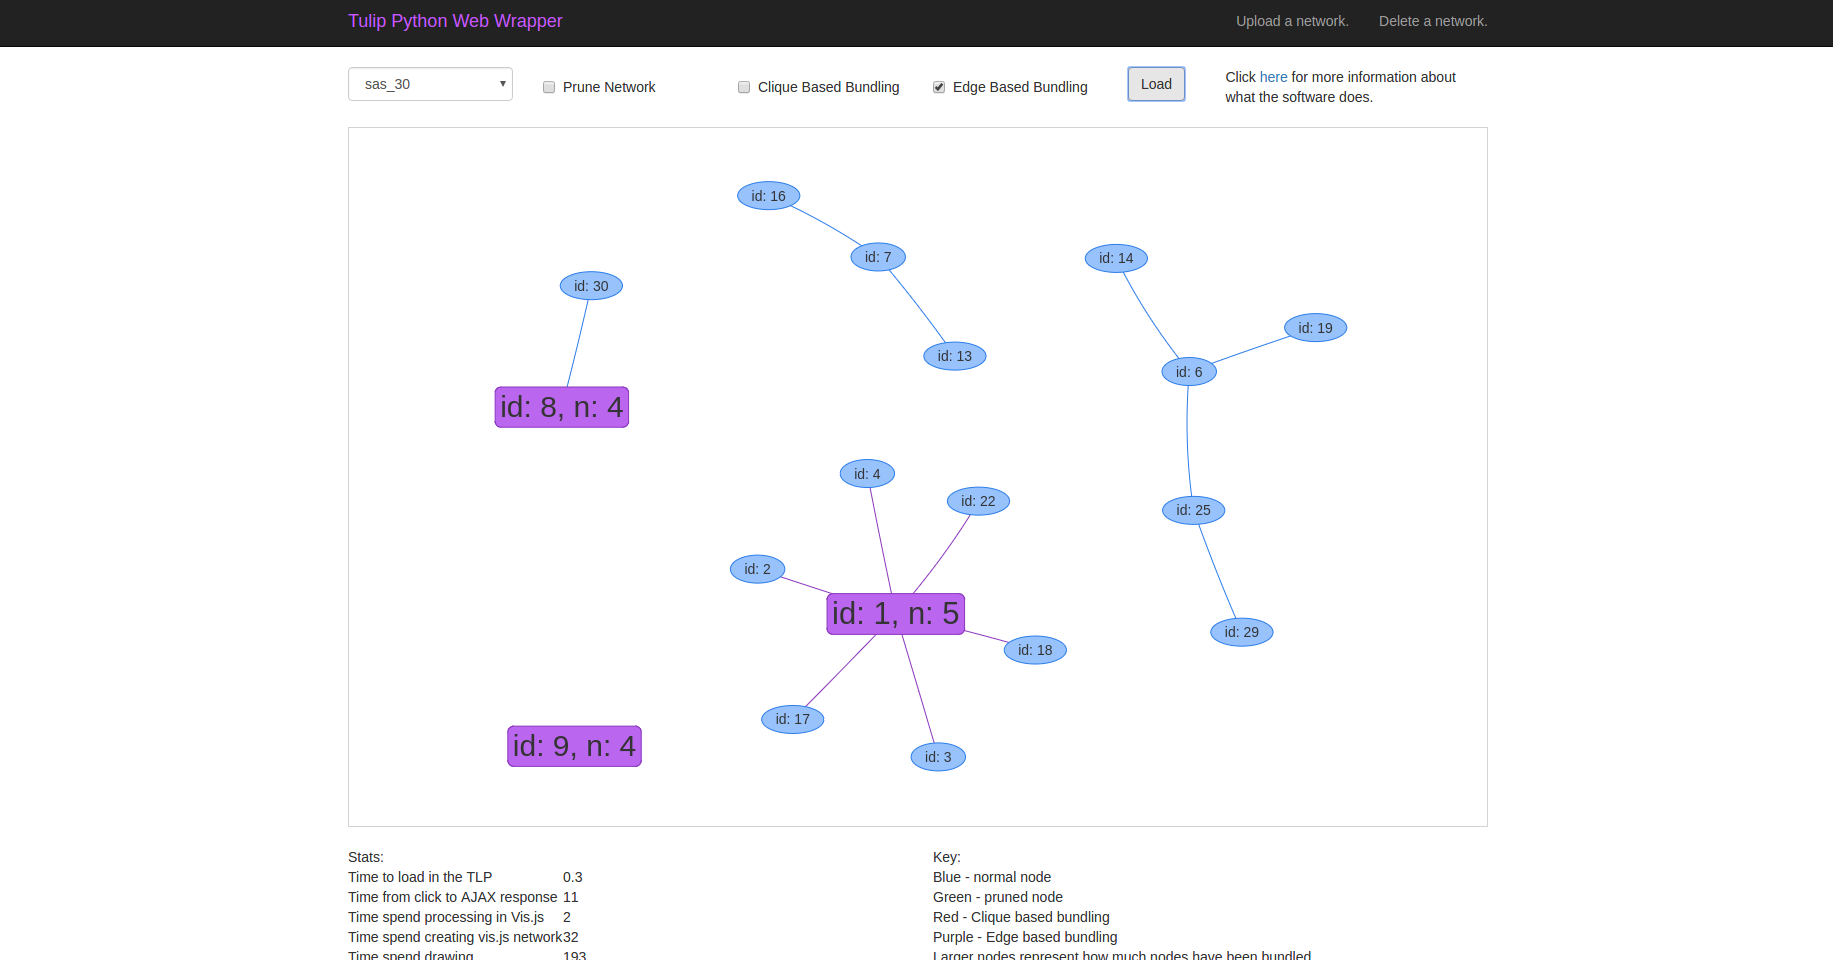 Tulip Python Web Wrapper
Upload a network.
Delete a network.
sas_30
Prune Network
Clique Based Bundling
Edge Based Bundling
Load
Click here for more information about
what the software does.
id: 16
id: 7
id: 14
id: 30
id: 19
id: 13
id: 6
id: 8, n: 4
id: 4
id: 22
id: 25
id: 2
id: 1, n: 5
id: 29
id: 18
id: 17
id: 9, n: 4
id: 3
Stats:
Time to load in the TLP 0.3
Time from click to AJAX response 11
Time spend processing in Vis.js 2
Time spend creating vis.js network 32
Time spend drawing 193
Key:
Blue - normal node
Green - pruned node
Red - Clique based bundling
Purple - Edge based bundling
Larger nodes represent how much nodes have been bundled